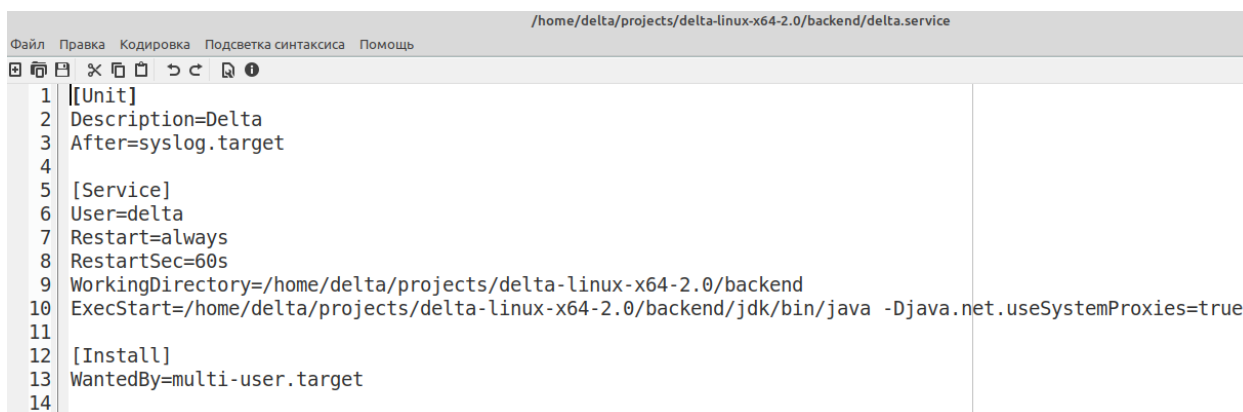 /home/delta/projects/delta-linux-x64-2.0/backend/delta.service
Файл Правка Кодировка Подсветка синтаксиса Помощь
1 [Unit]
2 Description=Delta
3 After=syslog.target
4
5 [Service]
6 User=delta
7 Restart=always
8 RestartSec=60s
9 WorkingDirectory=/home/delta/projects/delta-linux-x64-2.0/backend
10 ExecStart=/home/delta/projects/delta-linux-x64-2.0/backend/jdk/bin/java -Djava.net.useSystemProxies=true
11
12 [Install]
13 WantedBy=multi-user.target
14